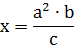 x = a² · b / c